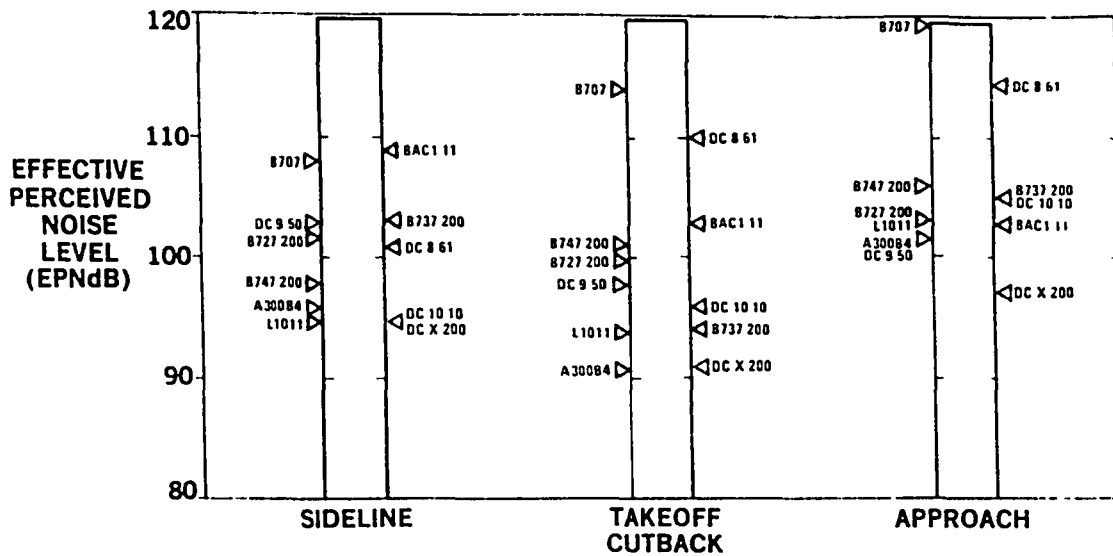 120
110
100
90
80
EFFECTIVE
PERCEIVED
NOISE
LEVEL
(EPNdB)
B707
BAC1 11
DC 9 50
B737 200
B727 200
DC 8 61
B747 200
A300B4
DC 10 10
L1011
DC X 200
SIDELINE
B707
DC 8 61
BAC1 11
B747 200
B727 200
DC 9 50
DC 10 10
L1011
B737 200
A300B4
DC X 200
TAKEOFF
CUTBACK
B707
DC 8 61
B747 200
B737 200
DC 10 10
B727 200
L1011
BAC1 11
A300B4
DC 9 50
DC X 200
APPROACH